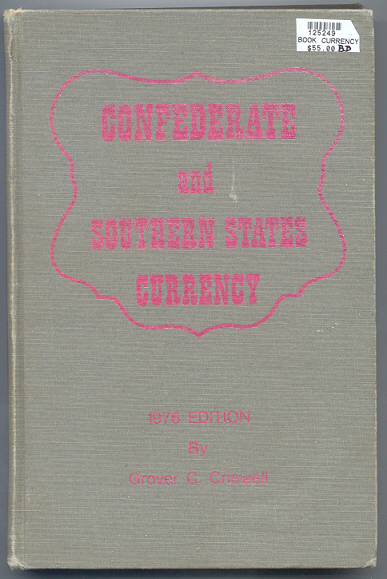 125249
BOOK CURRENCY
$55.00 BD
CONFEDERATE
and
SOUTHERN STATES
CURRENCY
1976 EDITION
By
Grover C. Criswell